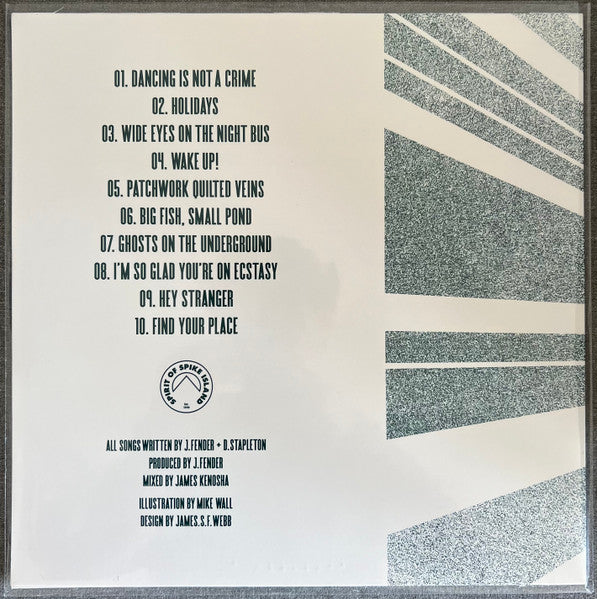 01. DANCING IS NOT A CRIME
02. HOLIDAYS
03. WIDE EYES ON THE NIGHT BUS
04. WAKE UP!
05. PATCHWORK QUILTED VEINS
06. BIG FISH, SMALL POND
07. GHOSTS ON THE UNDERGROUND
08. I'M SO GLAD YOU'RE ON ECSTASY
09. HEY STRANGER
10. FIND YOUR PLACE
SPIRIT OF SPIKE ISLAND
ALL SONGS WRITTEN BY J.FENDER + D.STAPLETON
PRODUCED BY J.FENDER
MIXED BY JAMES KENOSHA
ILLUSTRATION BY MIKE WALL
DESIGN BY JAMES.S.F.WEBB